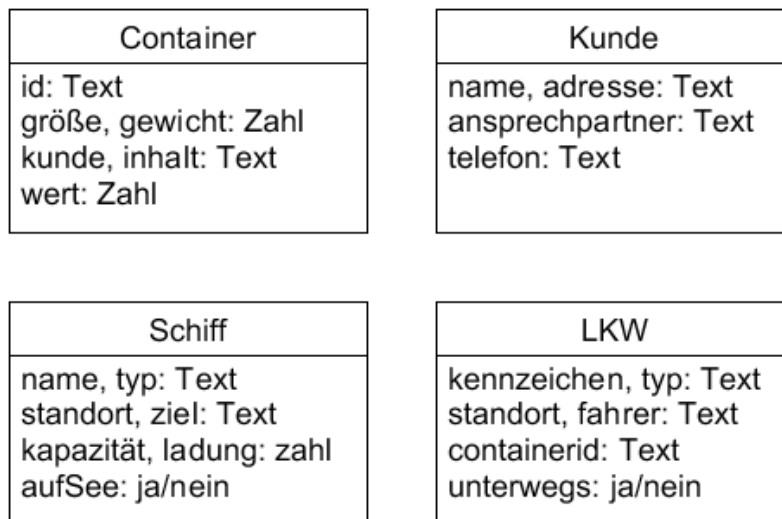 Container
id: Text
größe, gewicht: Zahl
kunde, inhalt: Text
wert: Zahl
Kunde
name, adresse: Text
ansprechpartner: Text
telefon: Text
Schiff
name, typ: Text
standort, ziel: Text
kapazität, ladung: zahl
aufSee: ja/nein
LKW
kennzeichen, typ: Text
standort, fahrer: Text
containerid: Text
unterwegs: ja/nein